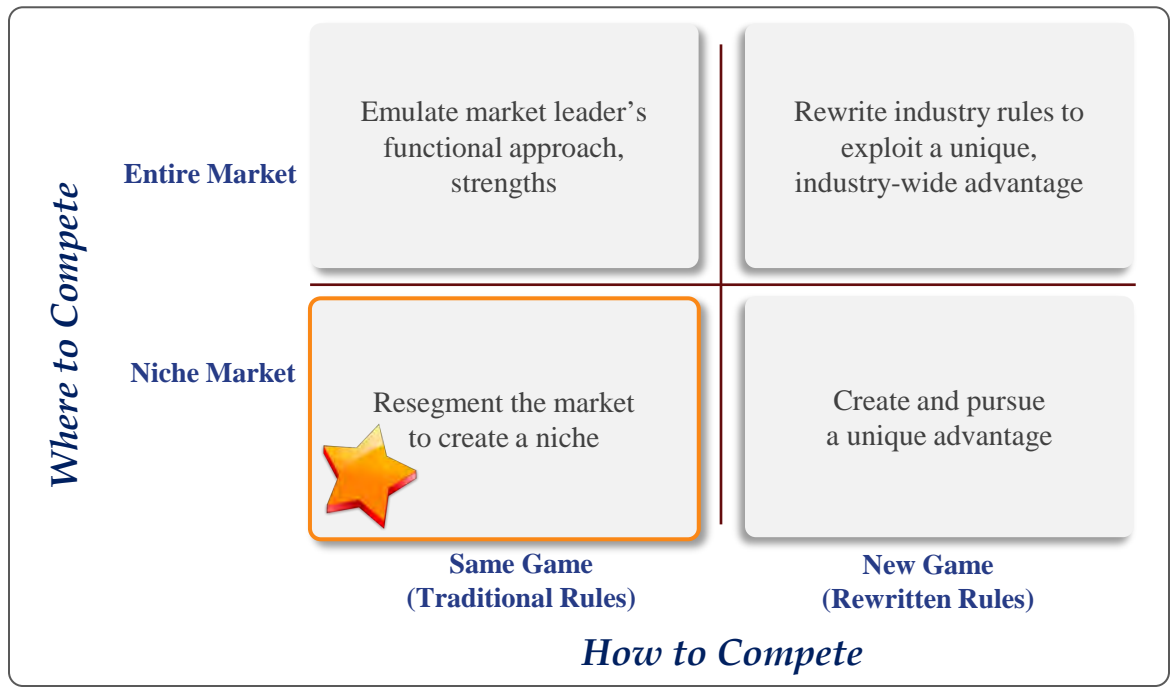 Emulate market leader’s
functional approach,
strengths
Rewrite industry rules to
exploit a unique,
industry-wide advantage
Entire Market
Where to Compete
Niche Market
Resegment the market
to create a niche
Create and pursue
a unique advantage
Same Game
(Traditional Rules)
New Game
(Rewritten Rules)
How to Compete